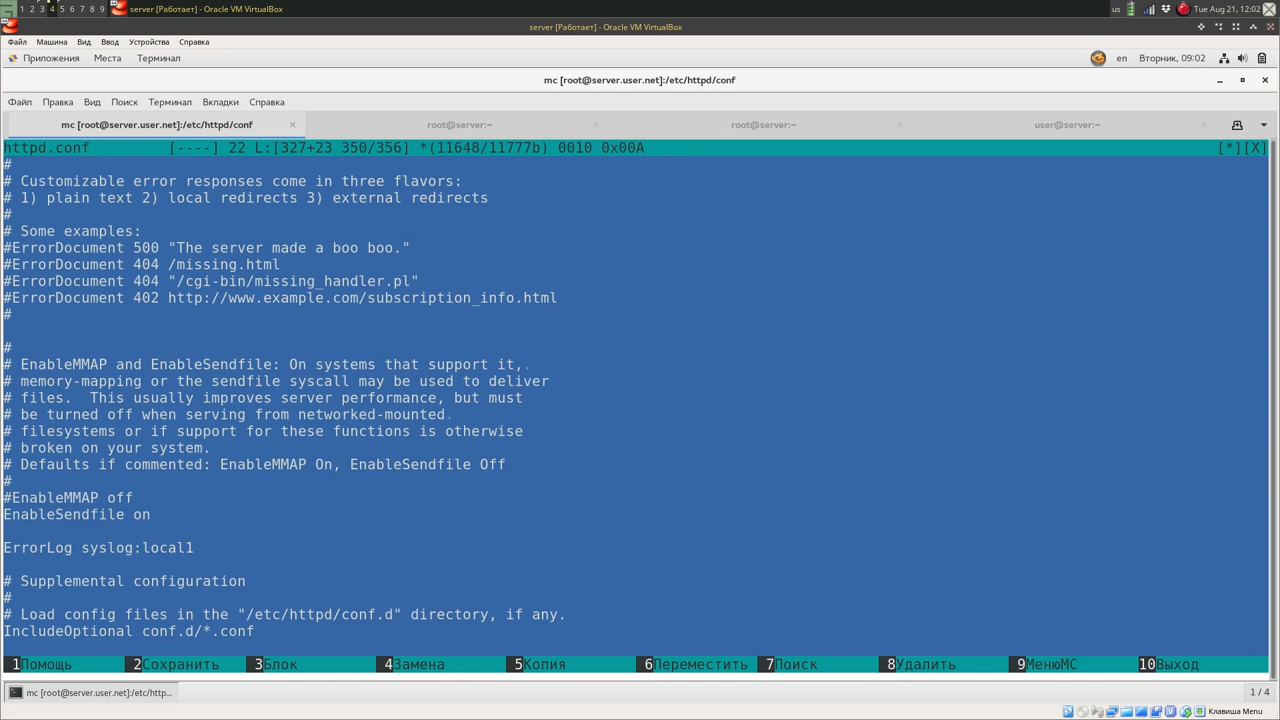 1 2 3 4 5 6 7 8 9 server [Работает] - Oracle VM VirtualBox us Tue Aug 21, 12:02
server [Работает] - Oracle VM VirtualBox
Файл Машина Вид Ввод Устройства Справка
Приложения Места Терминал en Вторник, 09:02
mc [root@server.user.net]:/etc/httpd/conf
Файл Правка Вид Поиск Терминал Вкладки Справка
mc [root@server.user.net]:/etc/httpd/conf × root@server:~ × root@server:~ × user@server:~ ×
httpd.conf [----] 22 L:[327+23 350/356] *(11648/11777b) 0010 0x00A [*][X]
#
# Customizable error responses come in three flavors:
# 1) plain text 2) local redirects 3) external redirects
#
# Some examples:
#ErrorDocument 500 "The server made a boo boo."
#ErrorDocument 404 /missing.html
#ErrorDocument 404 "/cgi-bin/missing_handler.pl"
#ErrorDocument 402 http://www.example.com/subscription_info.html
#
#
# EnableMMAP and EnableSendfile: On systems that support it,.
# memory-mapping or the sendfile syscall may be used to deliver
# files.  This usually improves server performance, but must
# be turned off when serving from networked-mounted.
# filesystems or if support for these functions is otherwise
# broken on your system.
# Defaults if commented: EnableMMAP On, EnableSendfile Off
#
#EnableMMAP off
EnableSendfile on
ErrorLog syslog:local1
# Supplemental configuration
#
# Load config files in the "/etc/httpd/conf.d" directory, if any.
IncludeOptional conf.d/*.conf
1Помощь 2Сохранить 3Блок 4Замена 5Копия 6Переместить 7Поиск 8Удалить 9МенюMC 10Выход
mc [root@server.user.net]:/etc/http... 1 / 4
Клавиша Menu